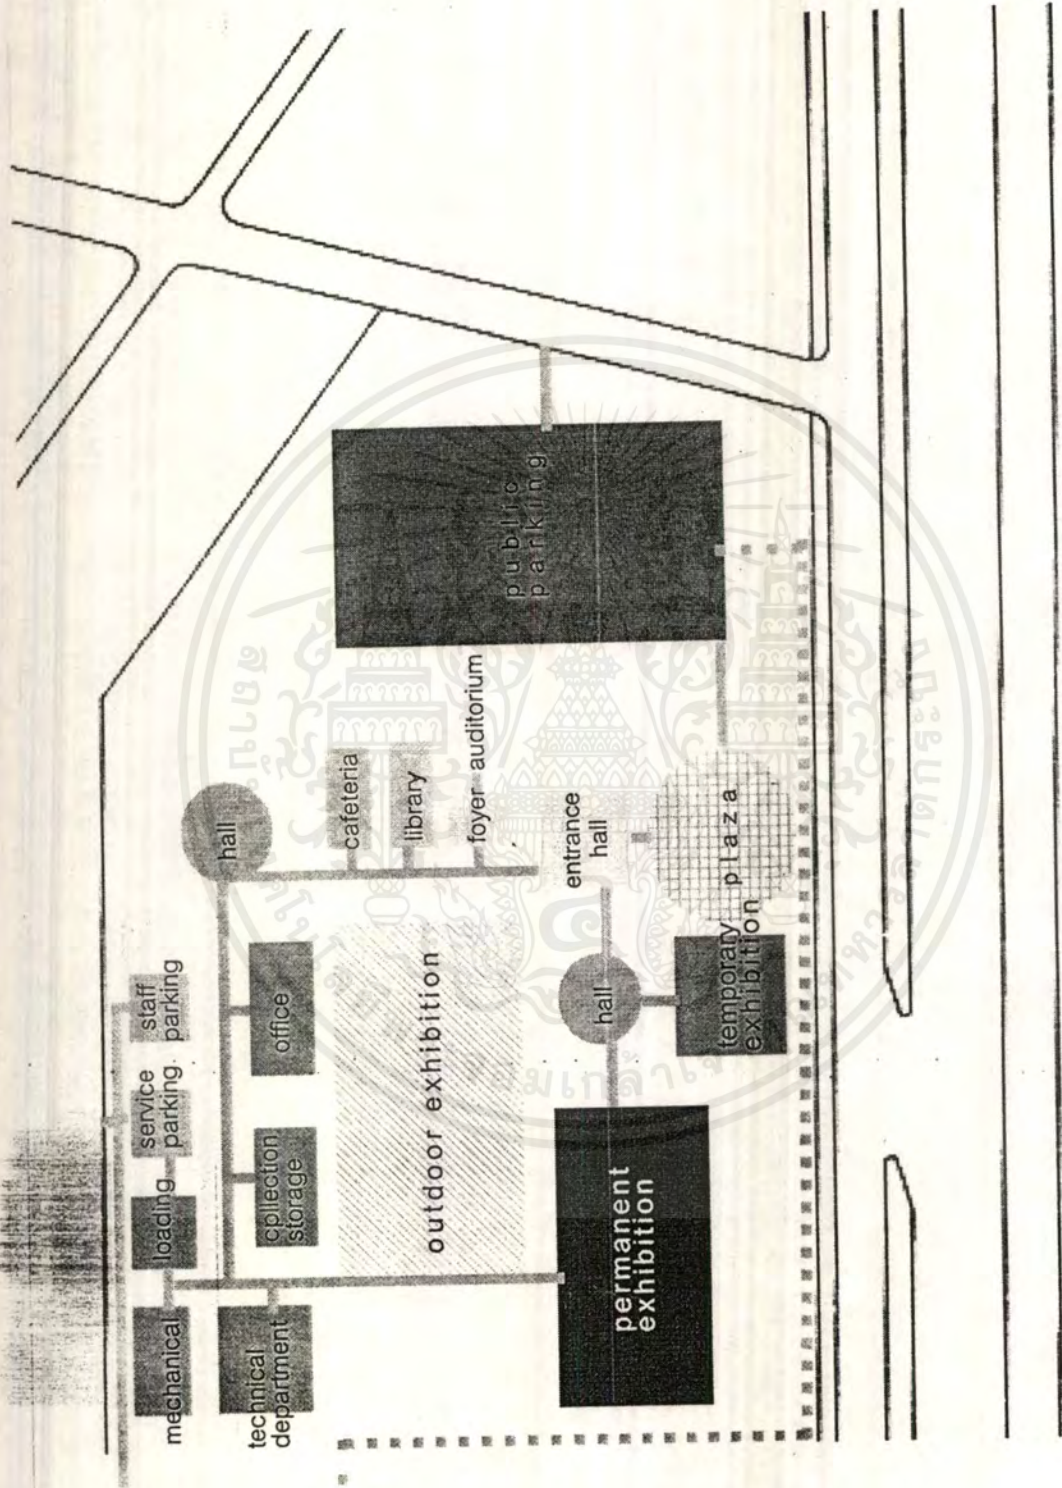 mechanical
loading
service
parking
staff
parking
technical
department
cpllection
storage
office
hall
cafeteria
library
foyer auditorium
outdoor exhibition
public
parking
entrance
hall
hall
permanent
exhibition
temporary
exhibition
plaza